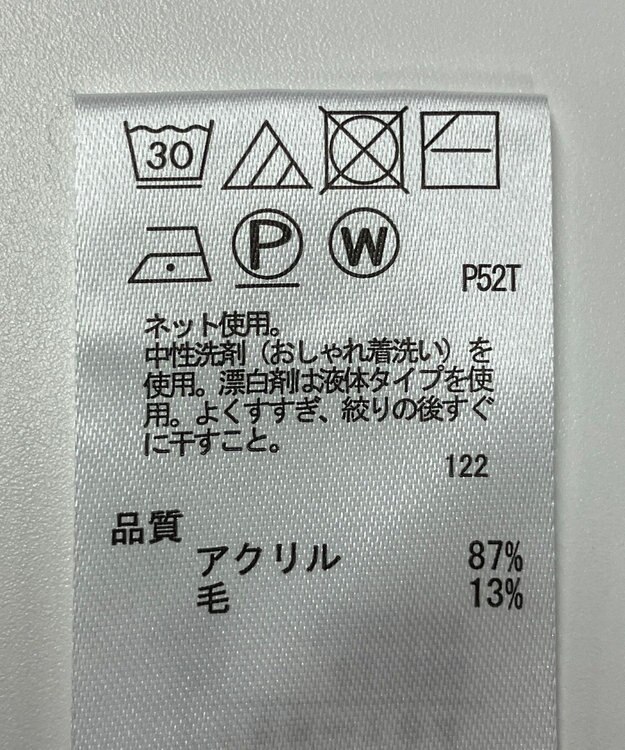 30
P W
P52T
ネット使用。
中性洗剤（おしゃれ着洗い）を
使用。漂白剤は液体タイプを使
用。よくすすぎ、絞りの後すぐ
に干すこと。
122
品質
アクリル 87%
毛 13%